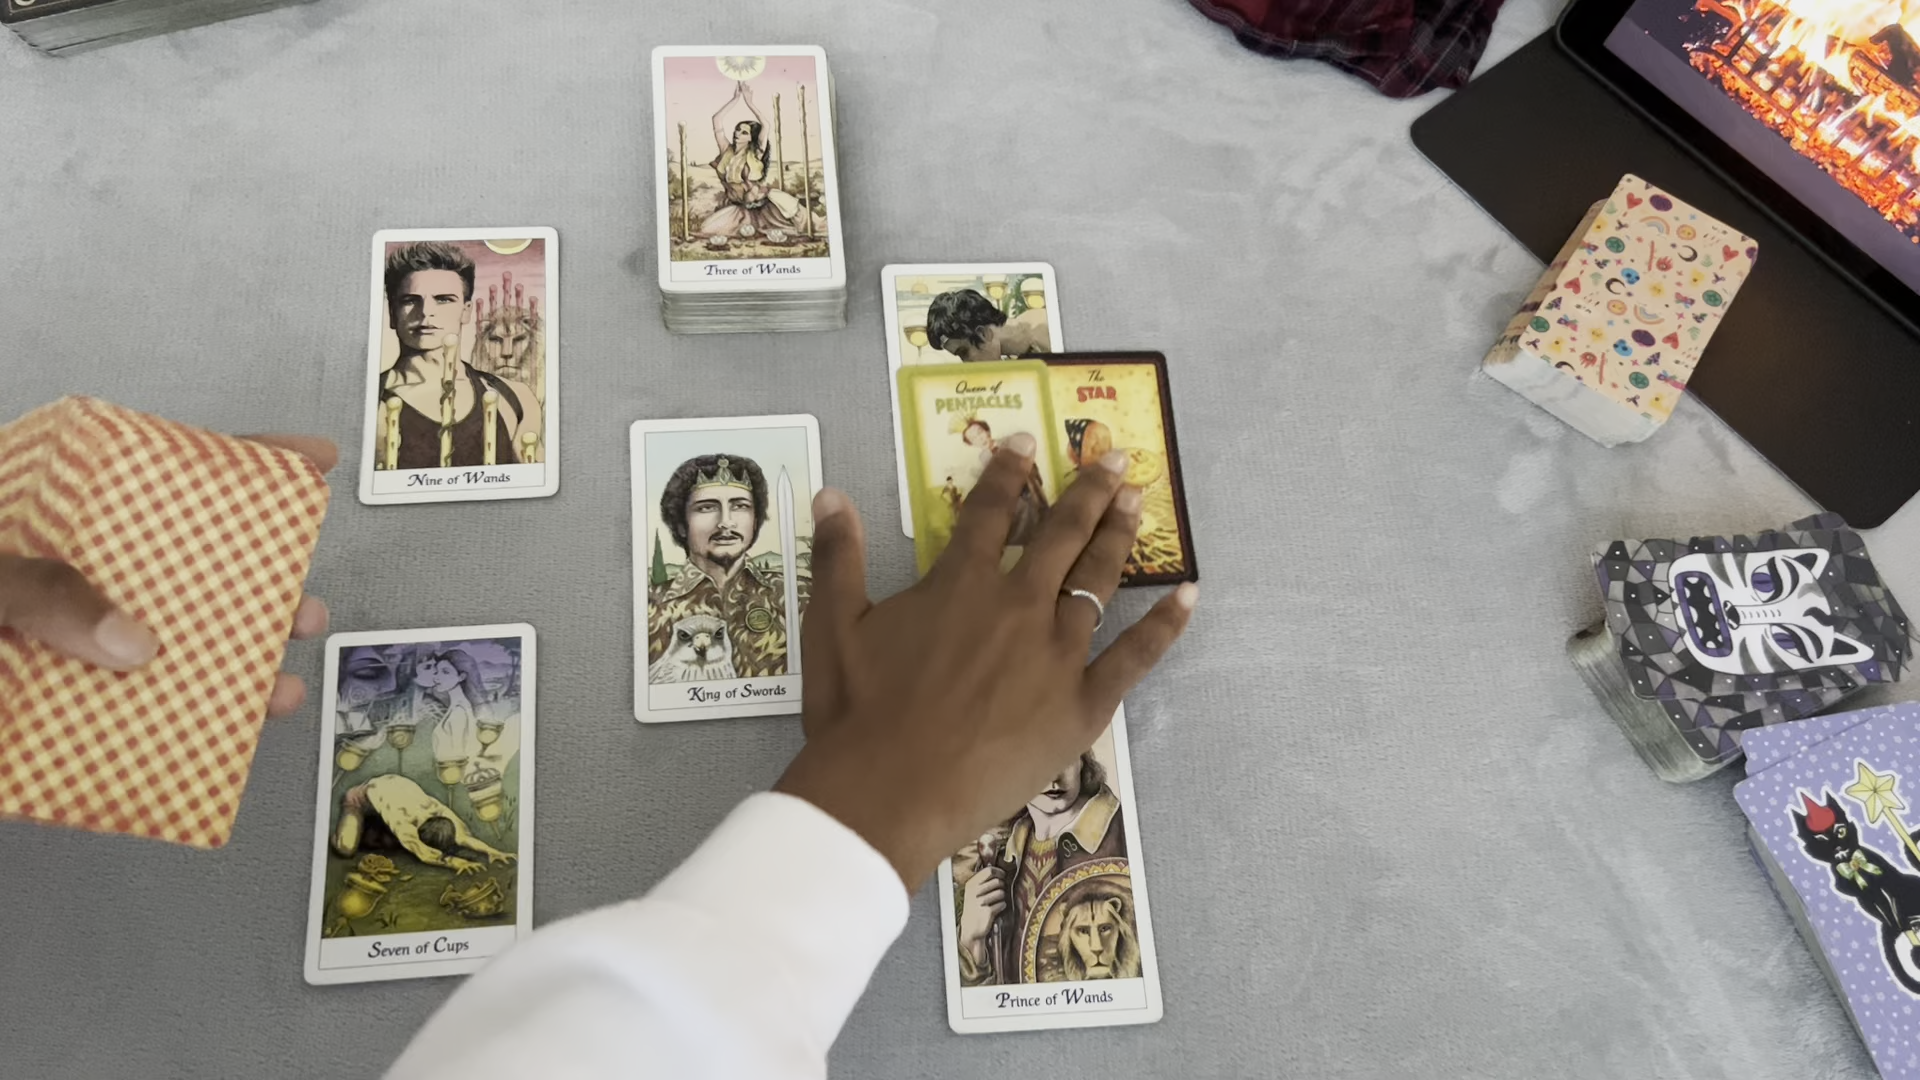 Three of Wands
Nine of Wands
Queen of
PENTACLES
The
STAR
King of Swords
Seven of Cups
Prince of Wands